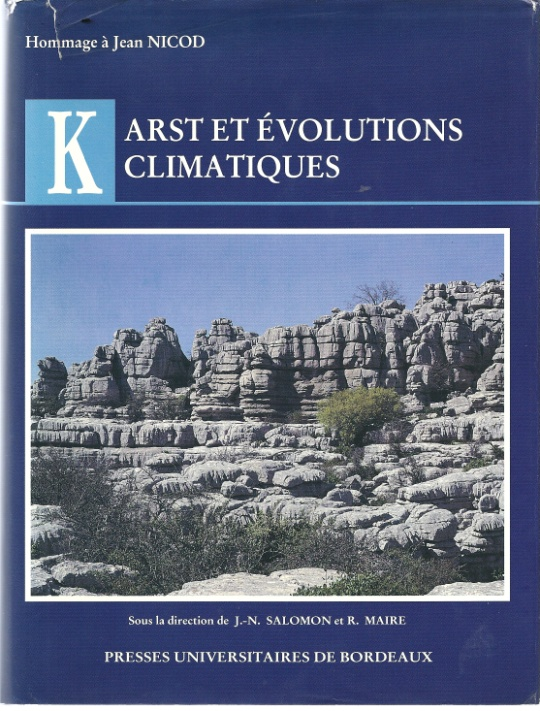 Hommage à Jean NICOD
KARST ET ÉVOLUTIONS
CLIMATIQUES
Sous la direction de J.-N. SALOMON et R. MAIRE
PRESSES UNIVERSITAIRES DE BORDEAUX